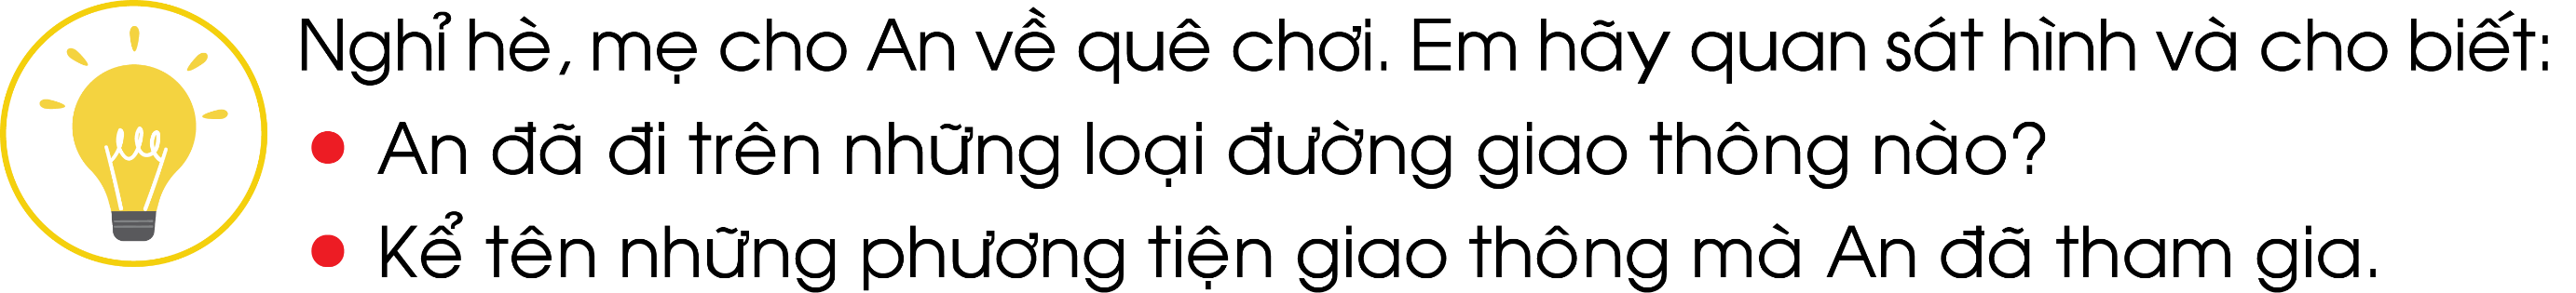 Nghỉ hè, mẹ cho An về quê chơi. Em hãy quan sát hình và cho biết:
• An đã đi trên những loại đường giao thông nào?
• Kể tên những phương tiện giao thông mà An đã tham gia.